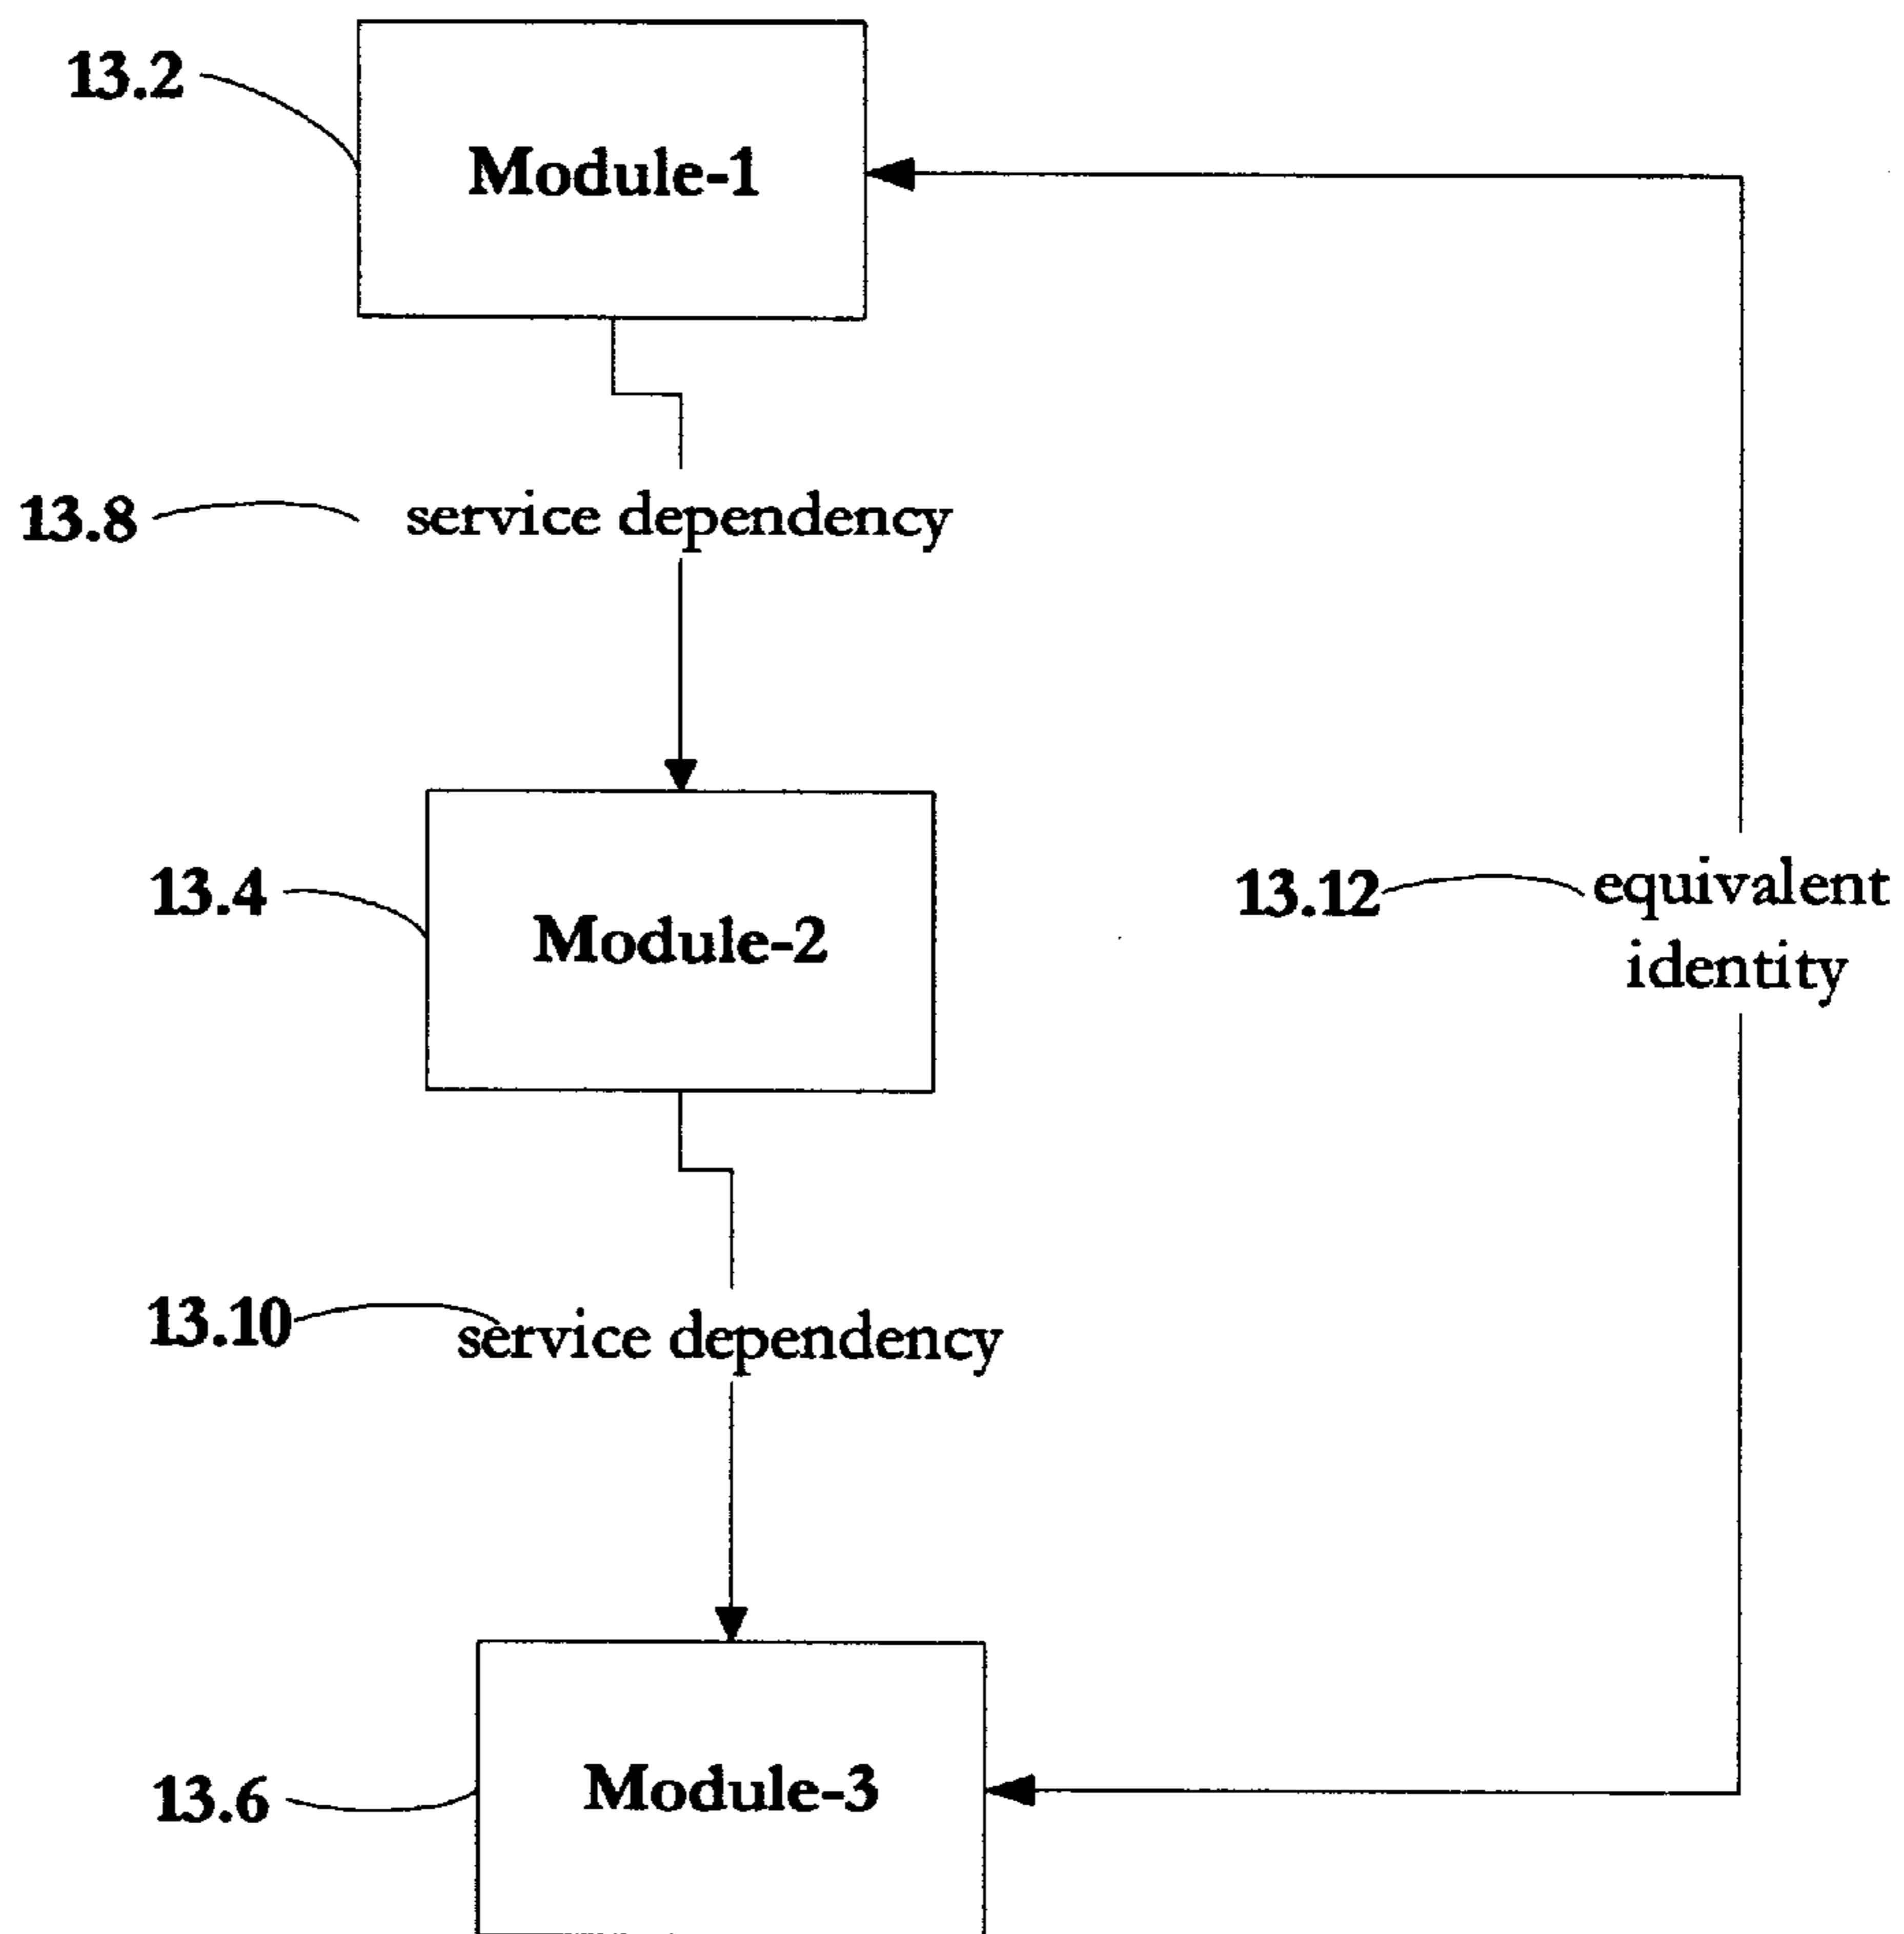 13.2
Module-1
13.8 service dependency
13.4
Module-2
13.12 equivalent
identity
13.10 service dependency
13.6
Module-3